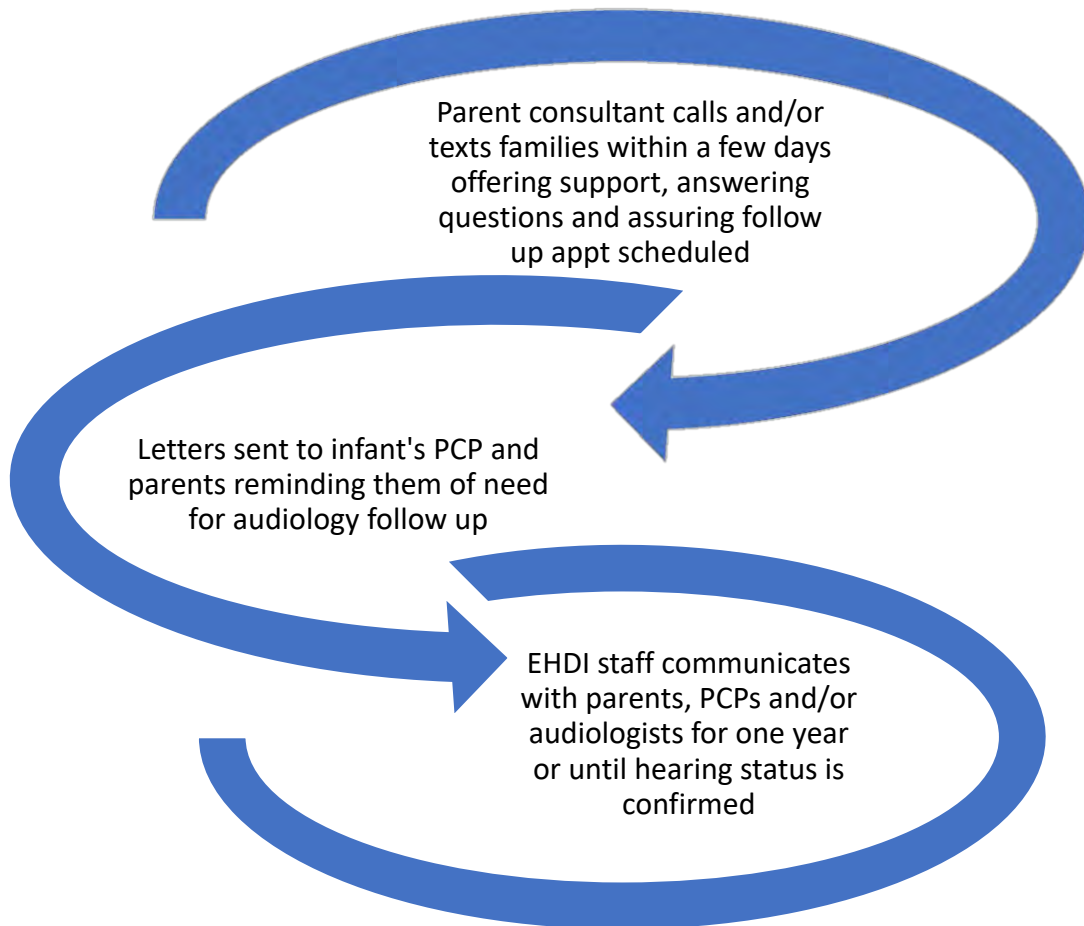 Parent consultant calls and/or
texts families within a few days
offering support, answering
questions and assuring follow
up appt scheduled
Letters sent to infant's PCP and
parents reminding them of need
for audiology follow up
EHDI staff communicates
with parents, PCPs and/or
audiologists for one year
or until hearing status is
confirmed